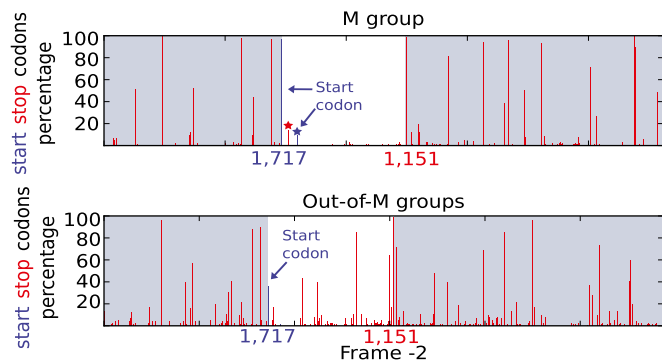 M group
start stop codons
percentage
100
80
60
40
20
Start
codon
1,717
1,151
Out-of-M groups
start stop codons
percentage
100
80
60
40
20
Start
codon
1,717
1,151
Frame -2